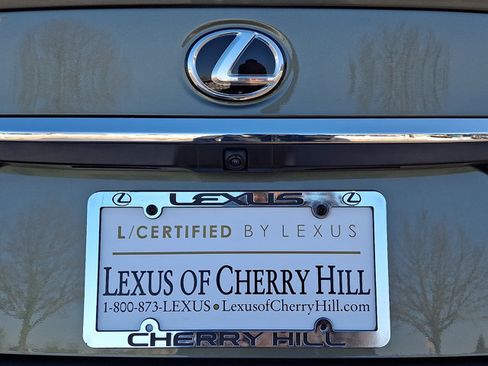 LEXUS
L/CERTIFIED BY LEXUS
LEXUS OF CHERRY HILL
1-800-873-LEXUS•LexusofCherryHill.com
CHERRY HILL